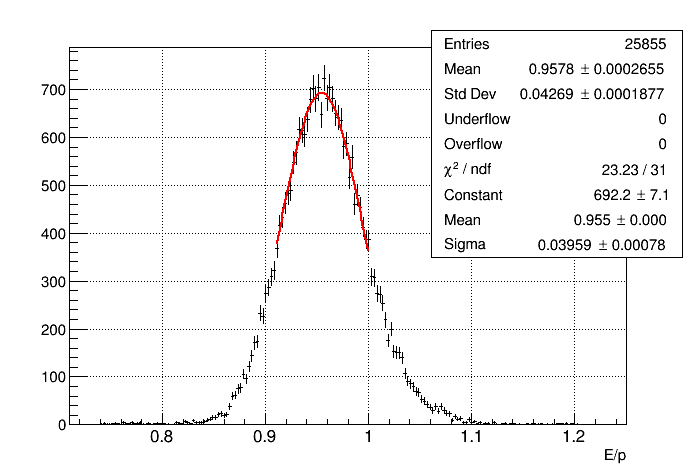 Entries 25855
Mean 0.9578 ± 0.0002655
Std Dev 0.04269 ± 0.0001877
Underflow 0
Overflow 0
χ² / ndf 23.23 / 31
Constant 692.2 ± 7.1
Mean 0.955 ± 0.000
Sigma 0.03959 ± 0.00078
700
600
500
400
300
200
100
0
0.8 0.9 1 1.1 1.2
E/p